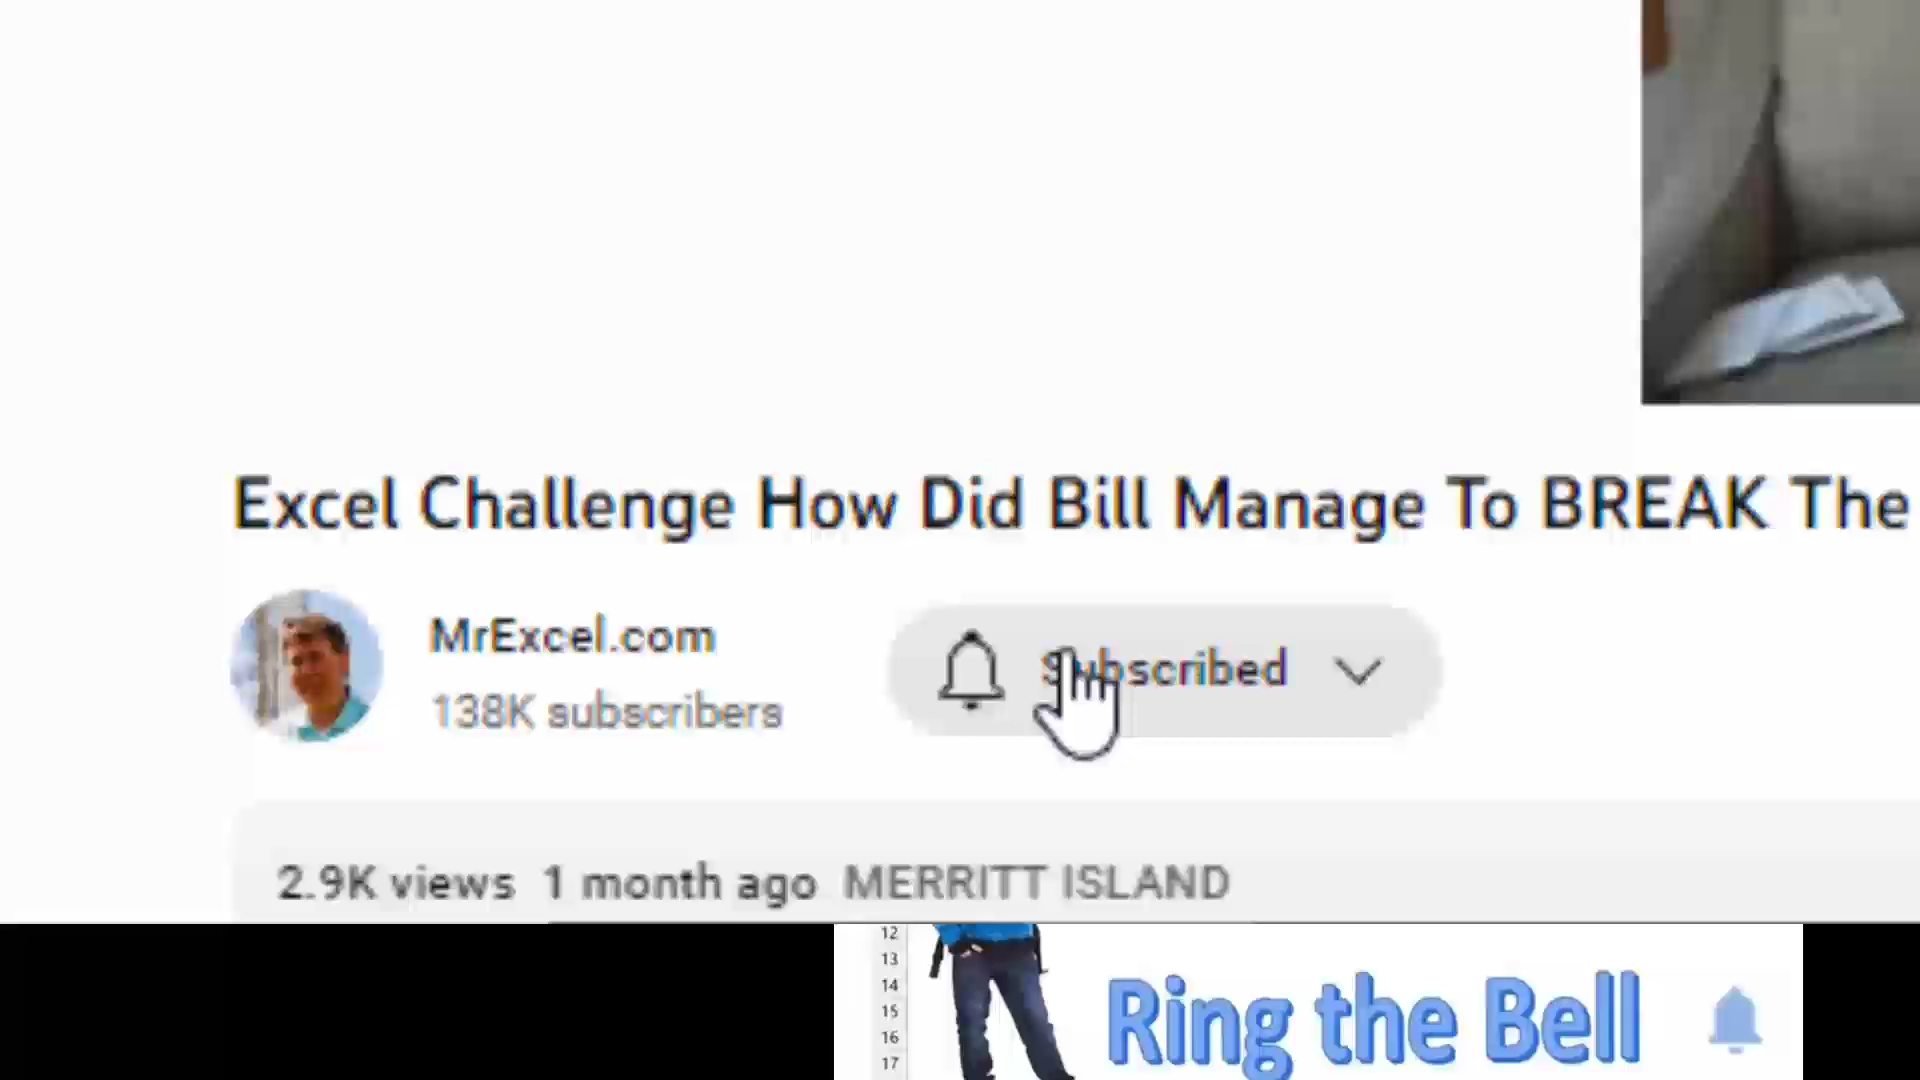 Excel Challenge How Did Bill Manage To BREAK The
MrExcel.com
138K subscribers
Subscribed
2.9K views 1 month ago MERRITT ISLAND
12
13
14
15
16
17
Ring the Bell